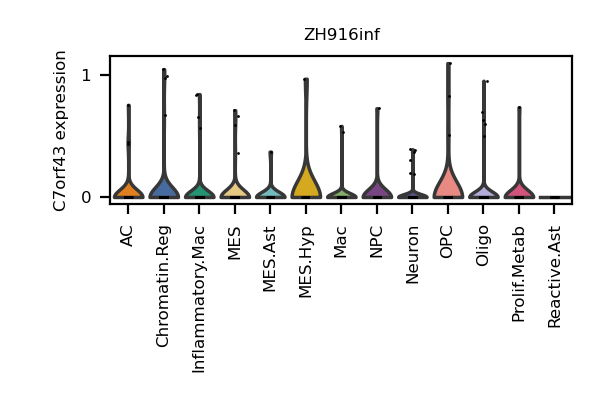 ZH916inf
C7orf43 expression
1
0
AC
Chromatin.Reg
Inflammatory.Mac
MES
MES.Ast
MES.Hyp
Mac
NPC
Neuron
OPC
Oligo
Prolif.Metab
Reactive.Ast